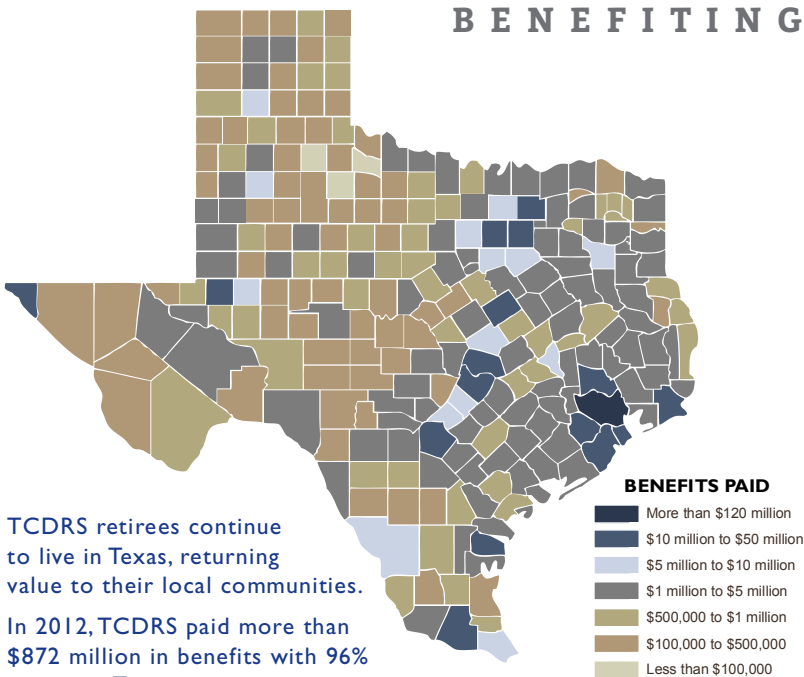 BENEFITING
TCDRS retirees continue
to live in Texas, returning
value to their local communities.
In 2012, TCDRS paid more than
$872 million in benefits with 96%
BENEFITS PAID
More than $120 million
$10 million to $50 million
$5 million to $10 million
$1 million to $5 million
$500,000 to $1 million
$100,000 to $500,000
Less than $100,000